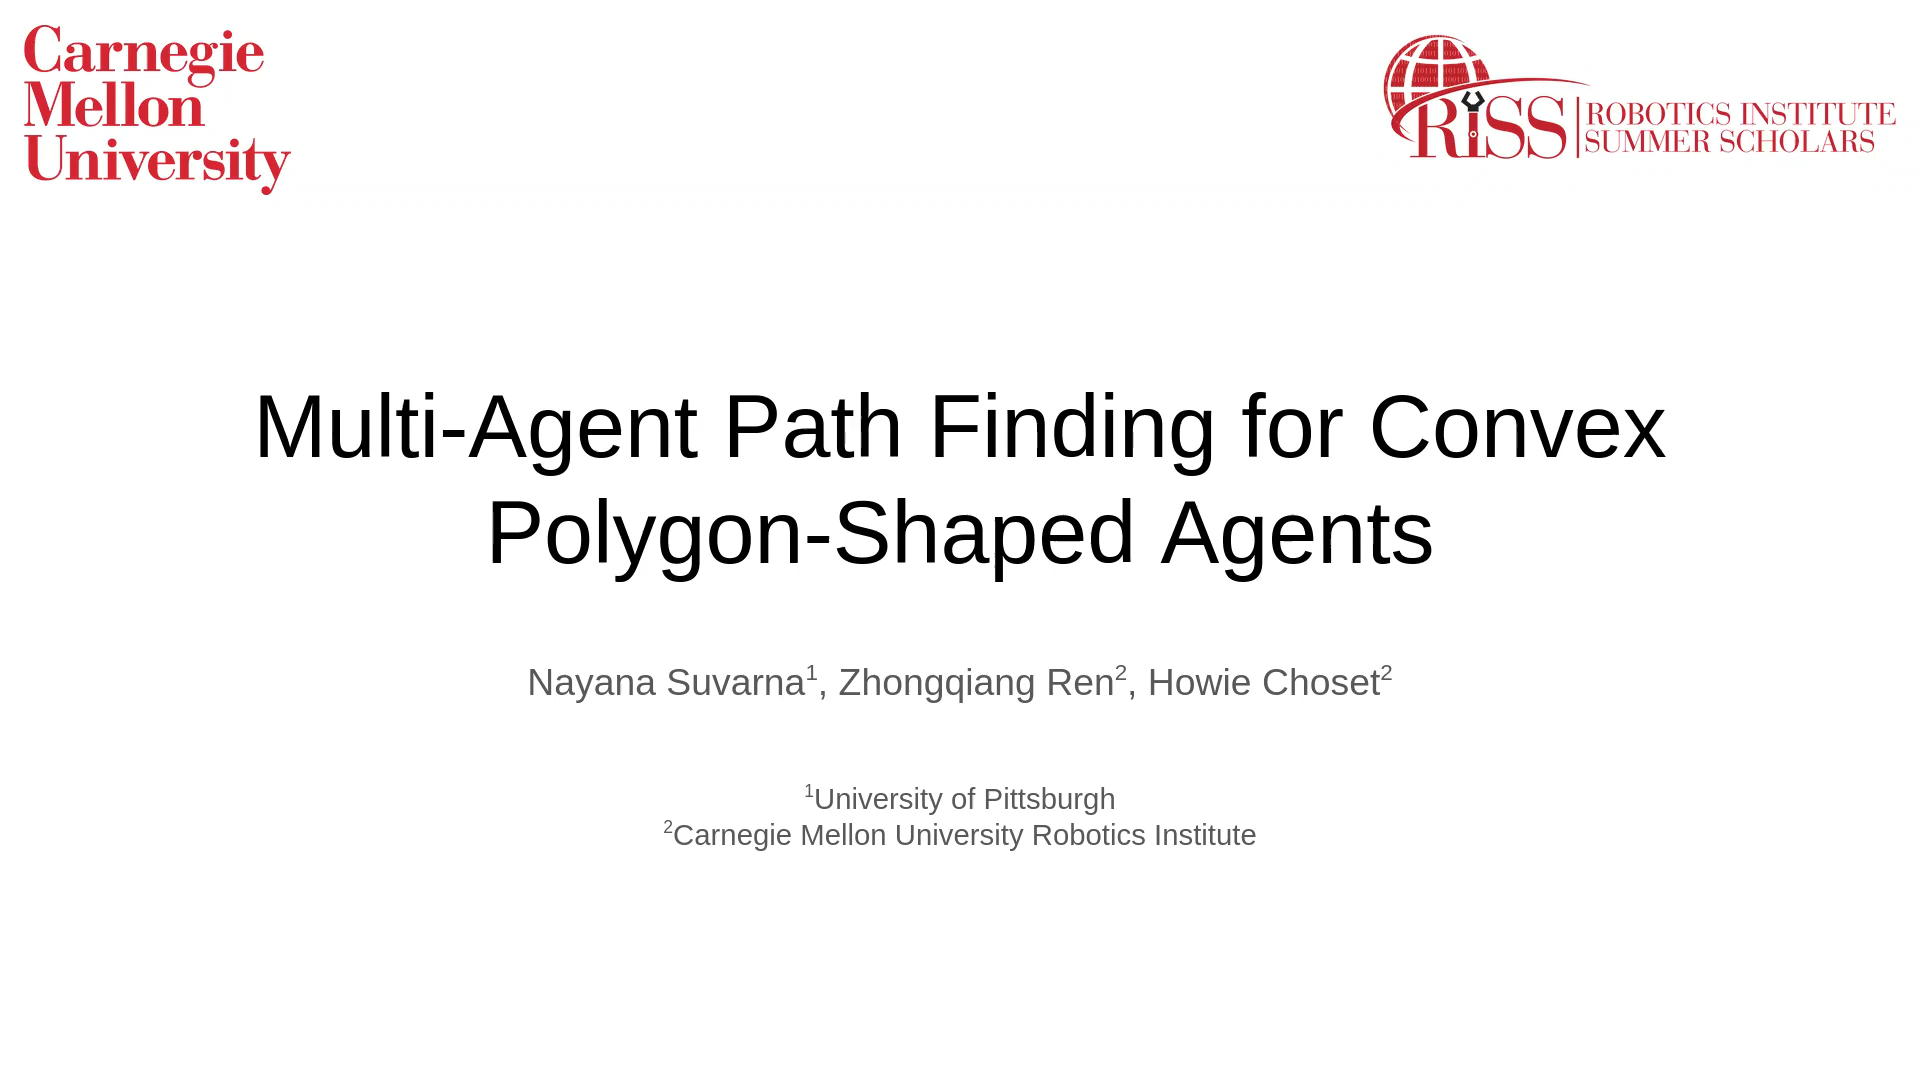 Carnegie
Mellon
University
RISS
ROBOTICS INSTITUTE
SUMMER SCHOLARS
Multi-Agent Path Finding for Convex
Polygon-Shaped Agents
Nayana Suvarna¹, Zhongqiang Ren², Howie Choset²
¹University of Pittsburgh
²Carnegie Mellon University Robotics Institute